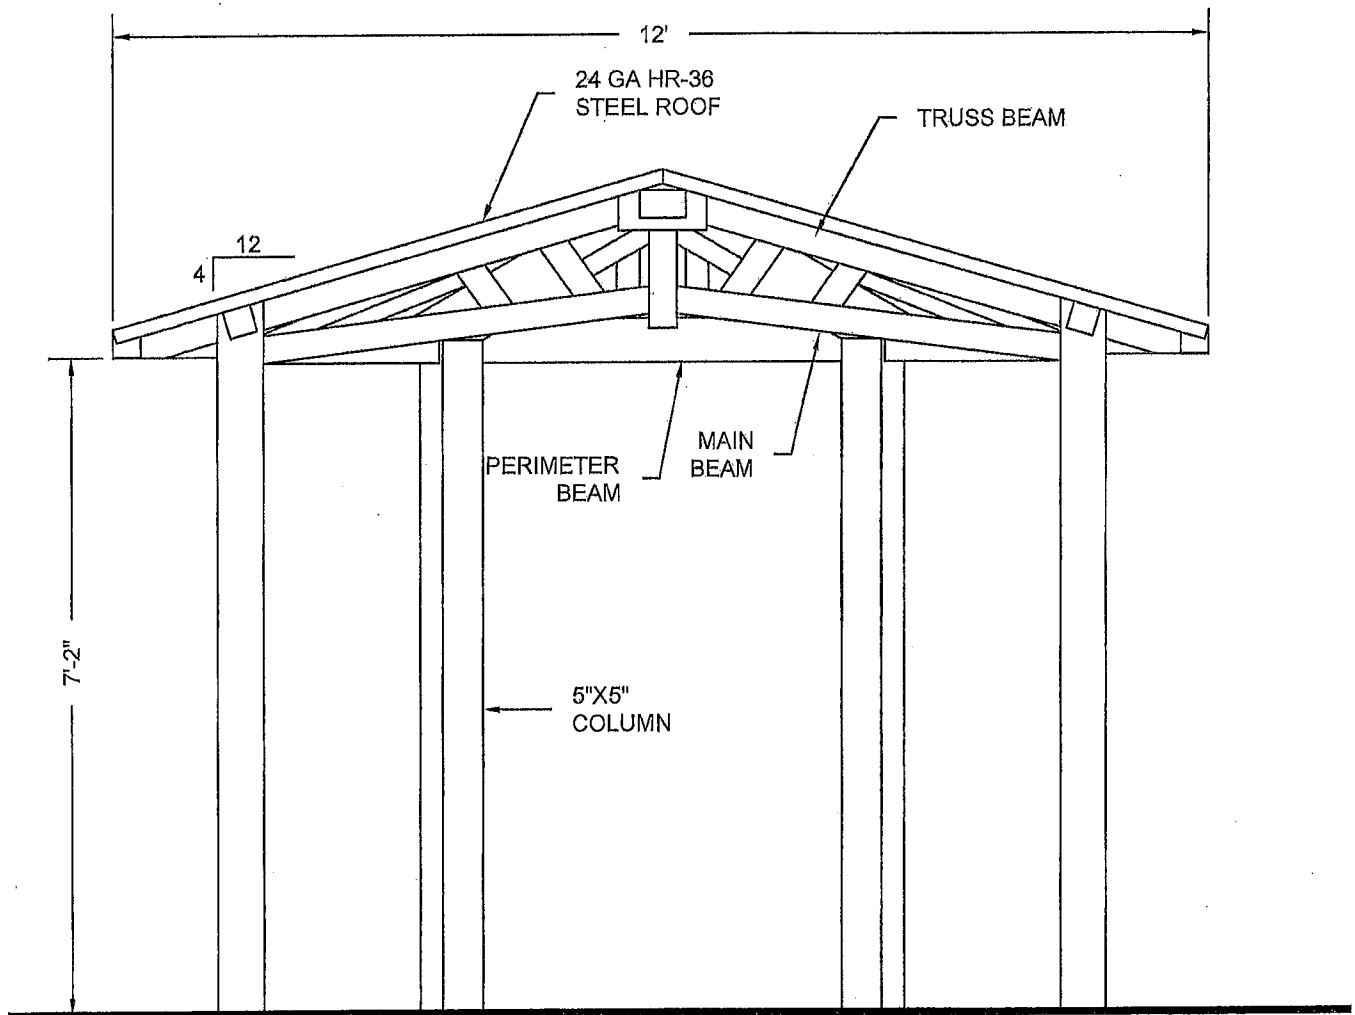 12'
24 GA HR-36
STEEL ROOF
TRUSS BEAM
12
4
MAIN
BEAM
PERIMETER
BEAM
7'-2"
5"X5"
COLUMN